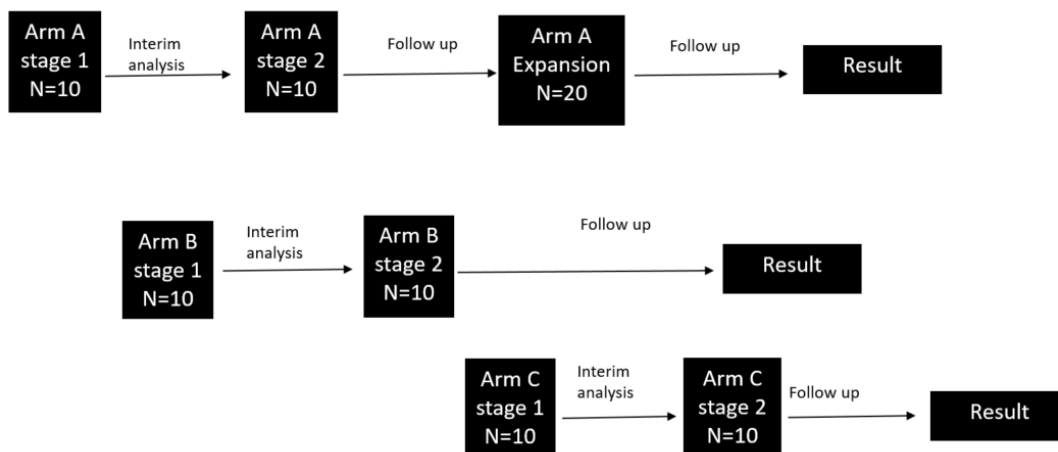 Arm A
stage 1
N=10
Interim
analysis
Arm A
stage 2
N=10
Follow up
Arm A
Expansion
N=20
Follow up
Result
Arm B
stage 1
N=10
Interim
analysis
Arm B
stage 2
N=10
Follow up
Result
Arm C
stage 1
N=10
Interim
analysis
Arm C
stage 2
N=10
Follow up
Result